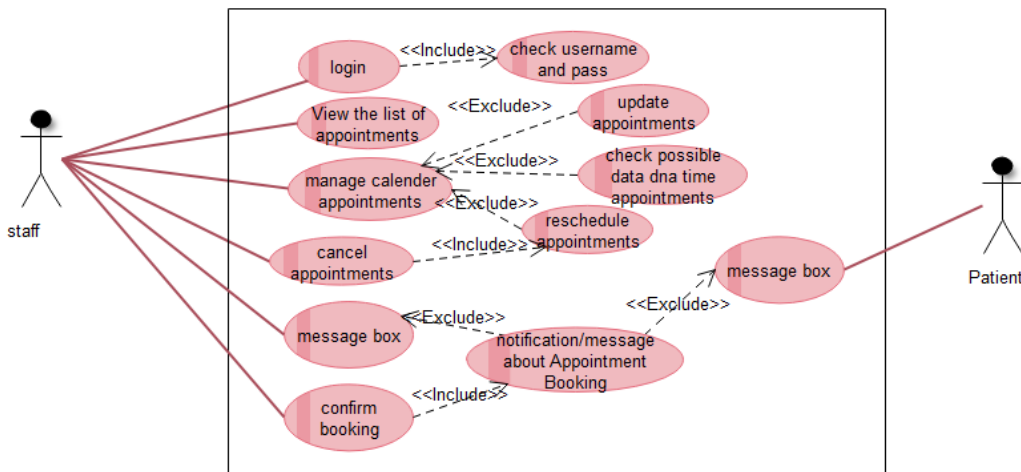 <<Include>>
check username
and pass
login
<<Exclude>>
update
appointments
View the list of
appointments
<<Exclude>>
check possible
data dna time
appointments
manage calender
appointments
<<Exclude>>
reschedule
appointments
staff
cancel
appointments
<<Include>>
message box
Patient
<<Exclude>>
message box
<<Exclude>>
notification/message
about Appointment
Booking
<<Include>>
confirm
booking